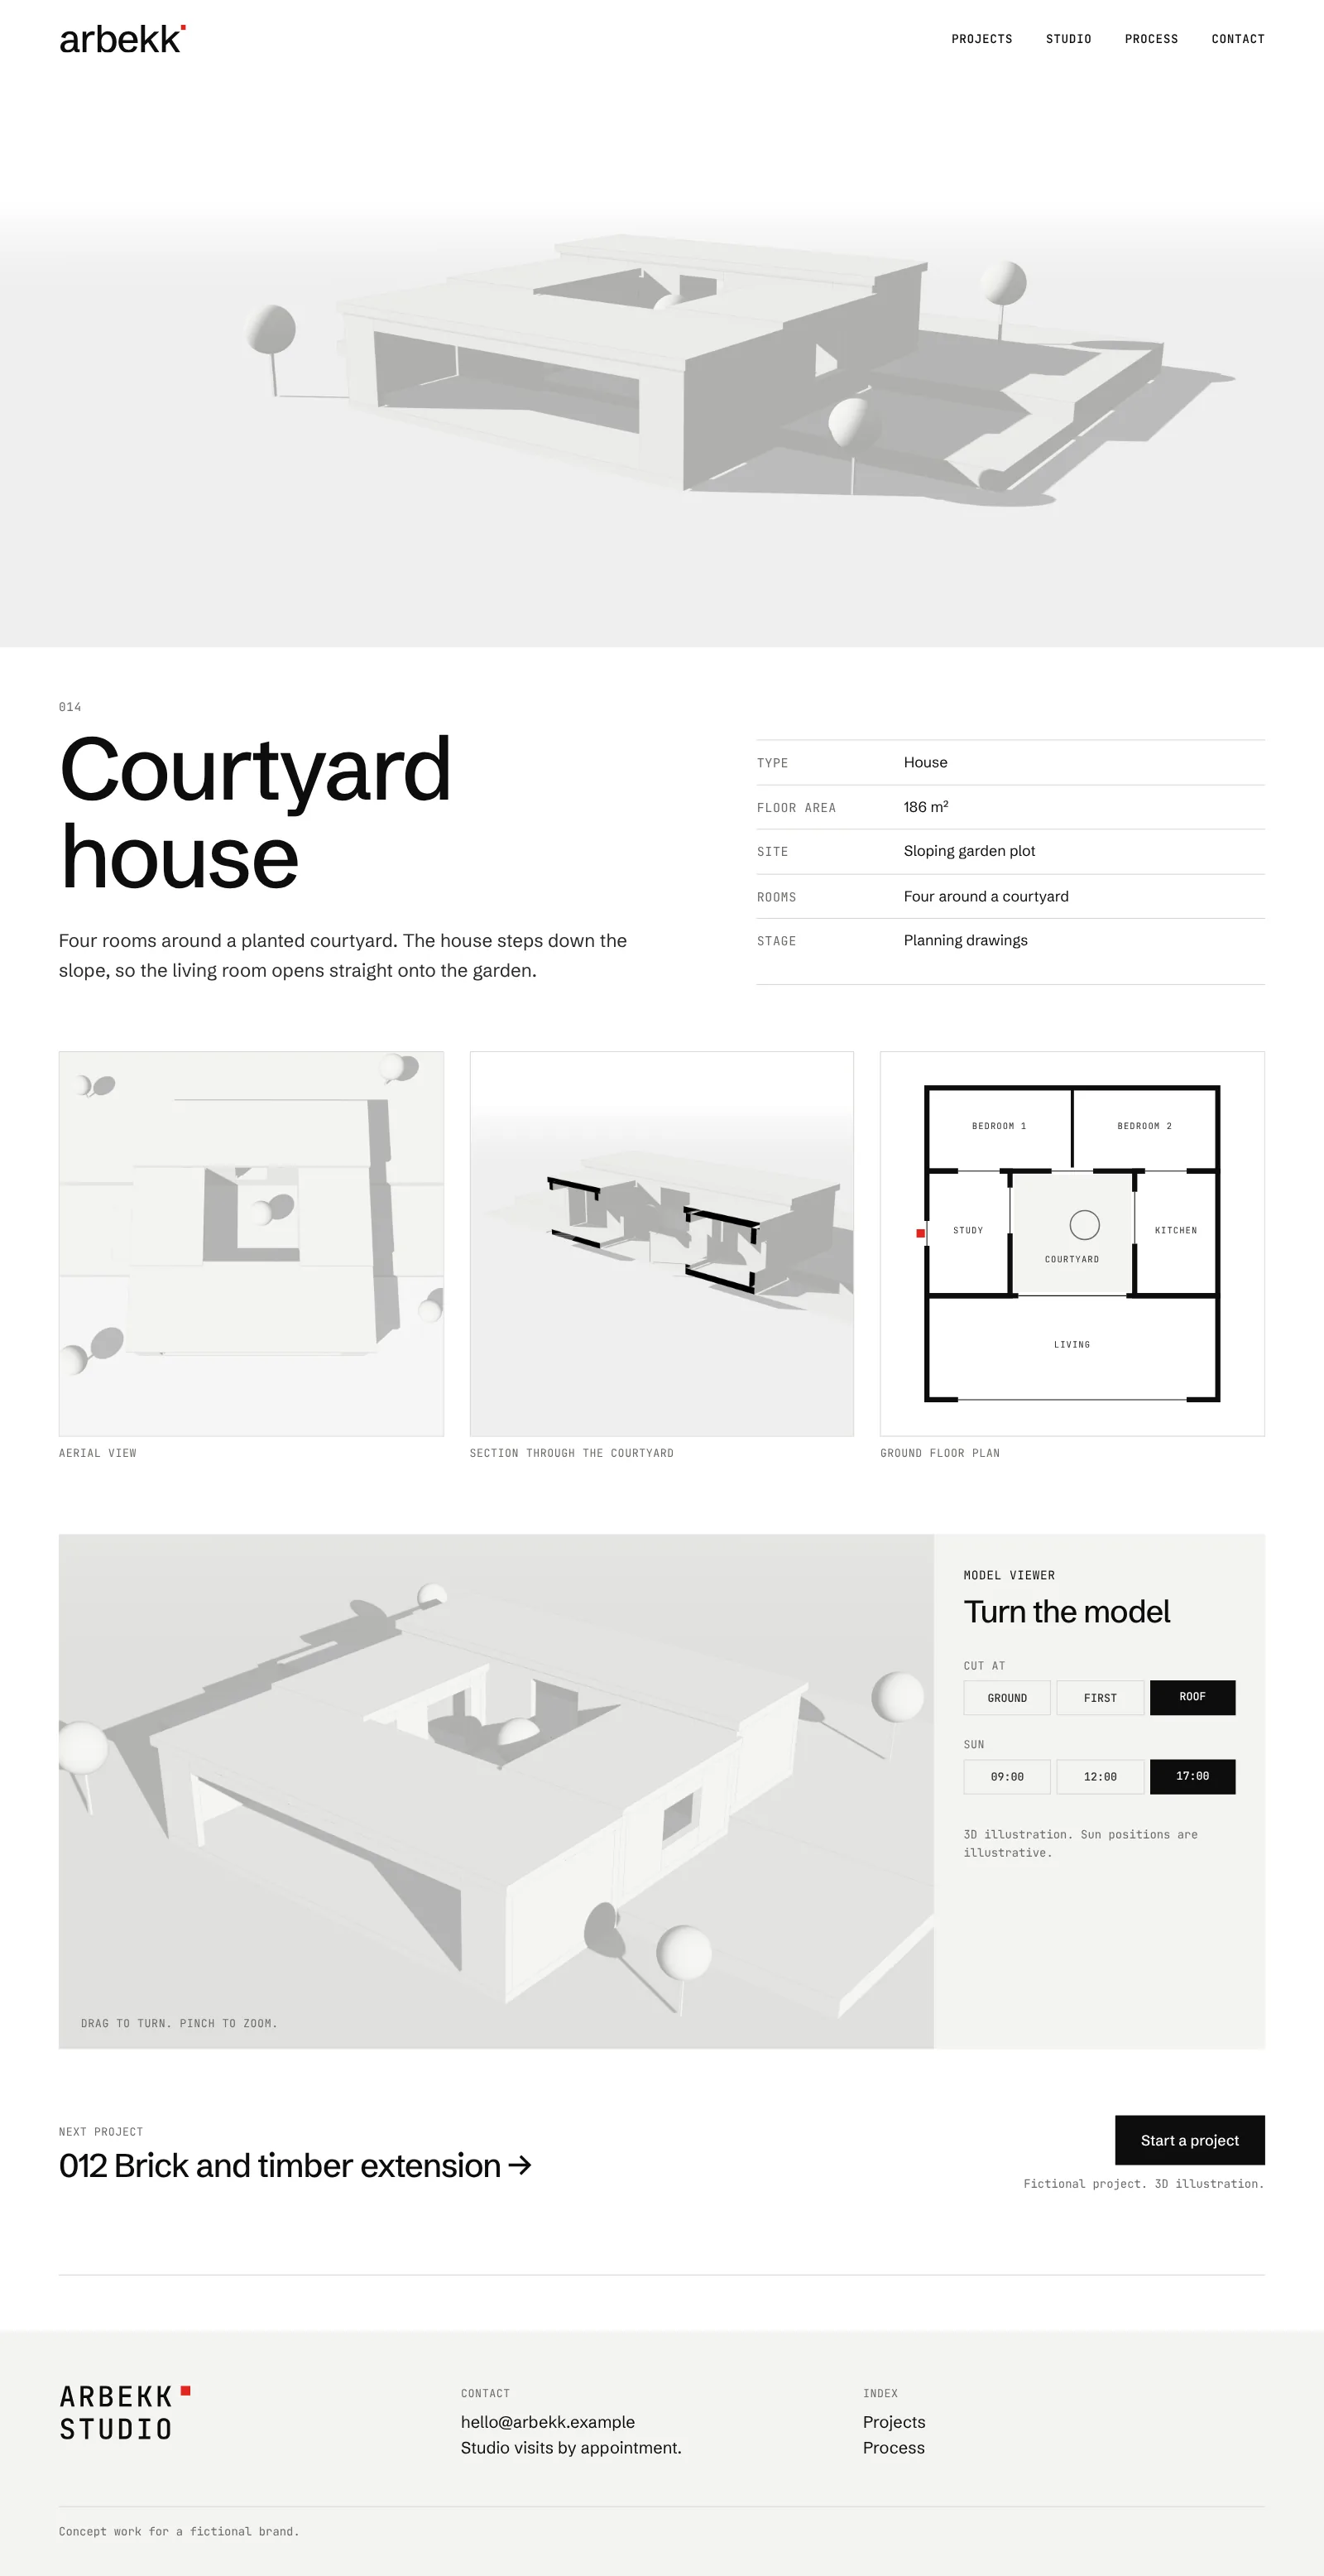 arbekk
PROJECTS STUDIO PROCESS CONTACT
014
Courtyard
house
Four rooms around a planted courtyard. The house steps down the
slope, so the living room opens straight onto the garden.
TYPE House
FLOOR AREA 186 m²
SITE Sloping garden plot
ROOMS Four around a courtyard
STAGE Planning drawings
BEDROOM 1
BEDROOM 2
STUDY
KITCHEN
COURTYARD
LIVING
AERIAL VIEW
SECTION THROUGH THE COURTYARD
GROUND FLOOR PLAN
DRAG TO TURN. PINCH TO ZOOM.
MODEL VIEWER
Turn the model
CUT AT
GROUND FIRST ROOF
SUN
09:00 12:00 17:00
3D illustration. Sun positions are
illustrative.
NEXT PROJECT
012 Brick and timber extension →
Start a project
Fictional project. 3D illustration.
ARBEKK
STUDIO
CONTACT
hello@arbekk.example
Studio visits by appointment.
INDEX
Projects
Process
Concept work for a fictional brand.